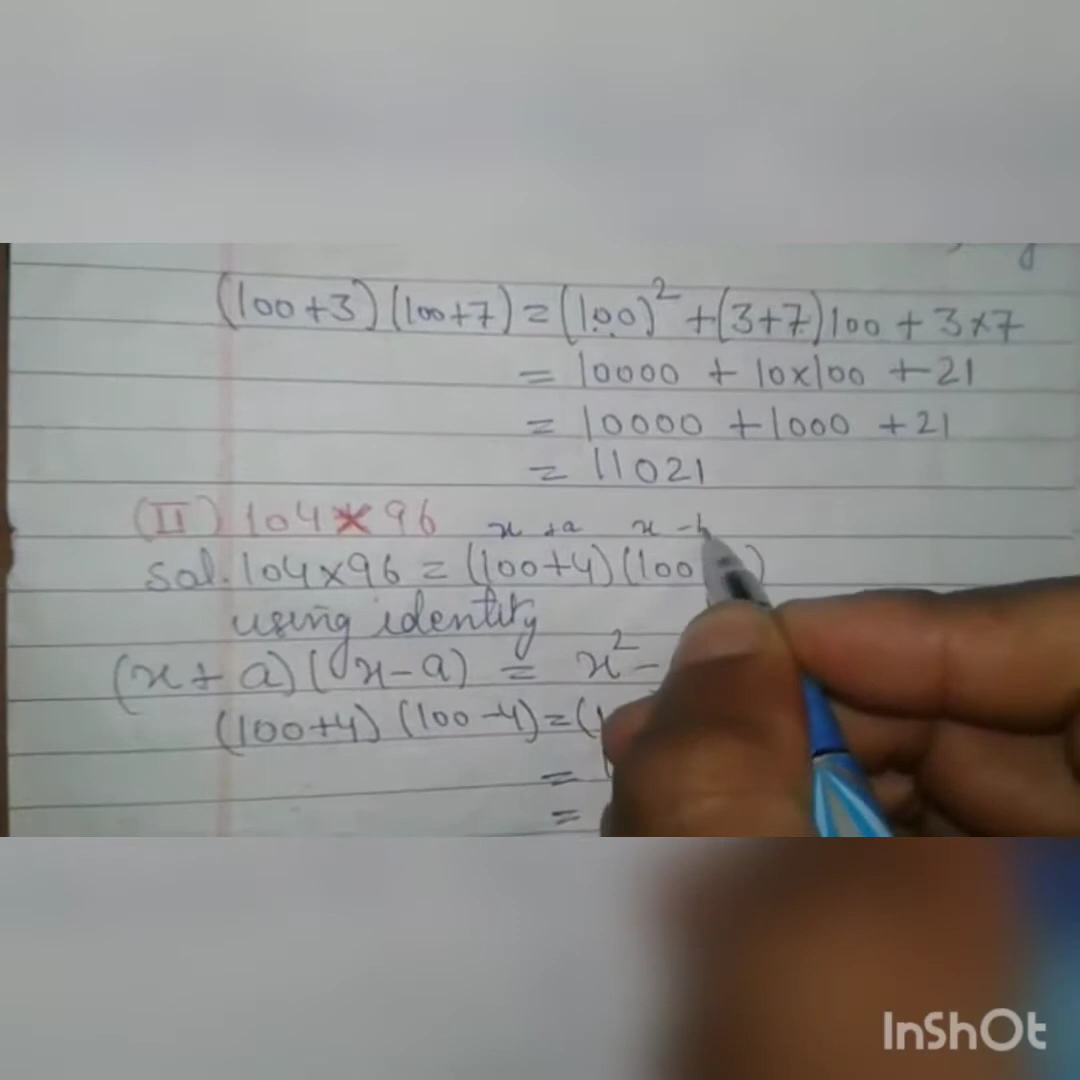 (100+3) (100+7) = (100)² + (3+7)100 + 3×7
= 10000 + 10×100 + 21
= 10000 + 1000 + 21
= 11021
(II) 104×96
x +a x -
Sol. 104×96 = (100+4) (100 )
using identity
(x+a) (x-a) = x² -
(100+4) (100-4) = (
=
=
InShOt